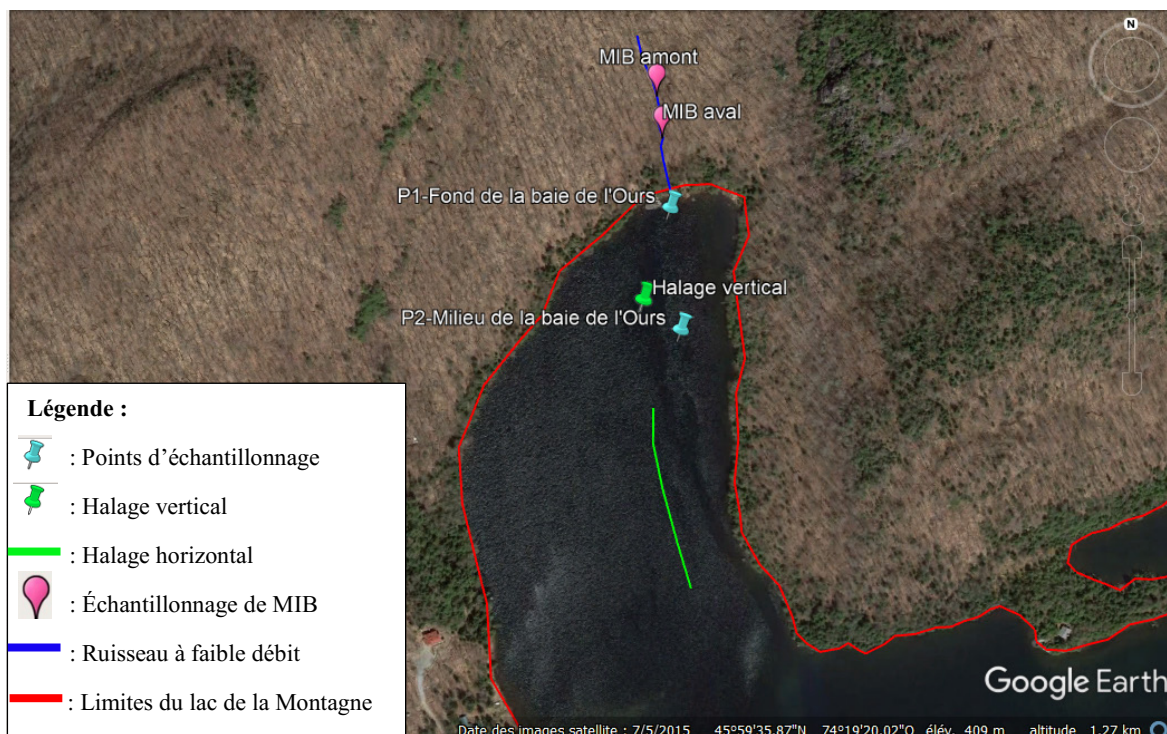 N
MIB amont
MIB aval
P1-Fond de la baie de l'Ours
Halage vertical
P2-Milieu de la baie de l'Ours
Légende :
: Points d'échantillonnage
: Halage vertical
: Halage horizontal
: Échantillonnage de MIB
: Ruisseau à faible débit
: Limites du lac de la Montagne
Google Earth
Date des images satellite : 7/5/2015 45°59'35.87"N 74°19'20.02"O élév. 409 m altitude 1.27 km